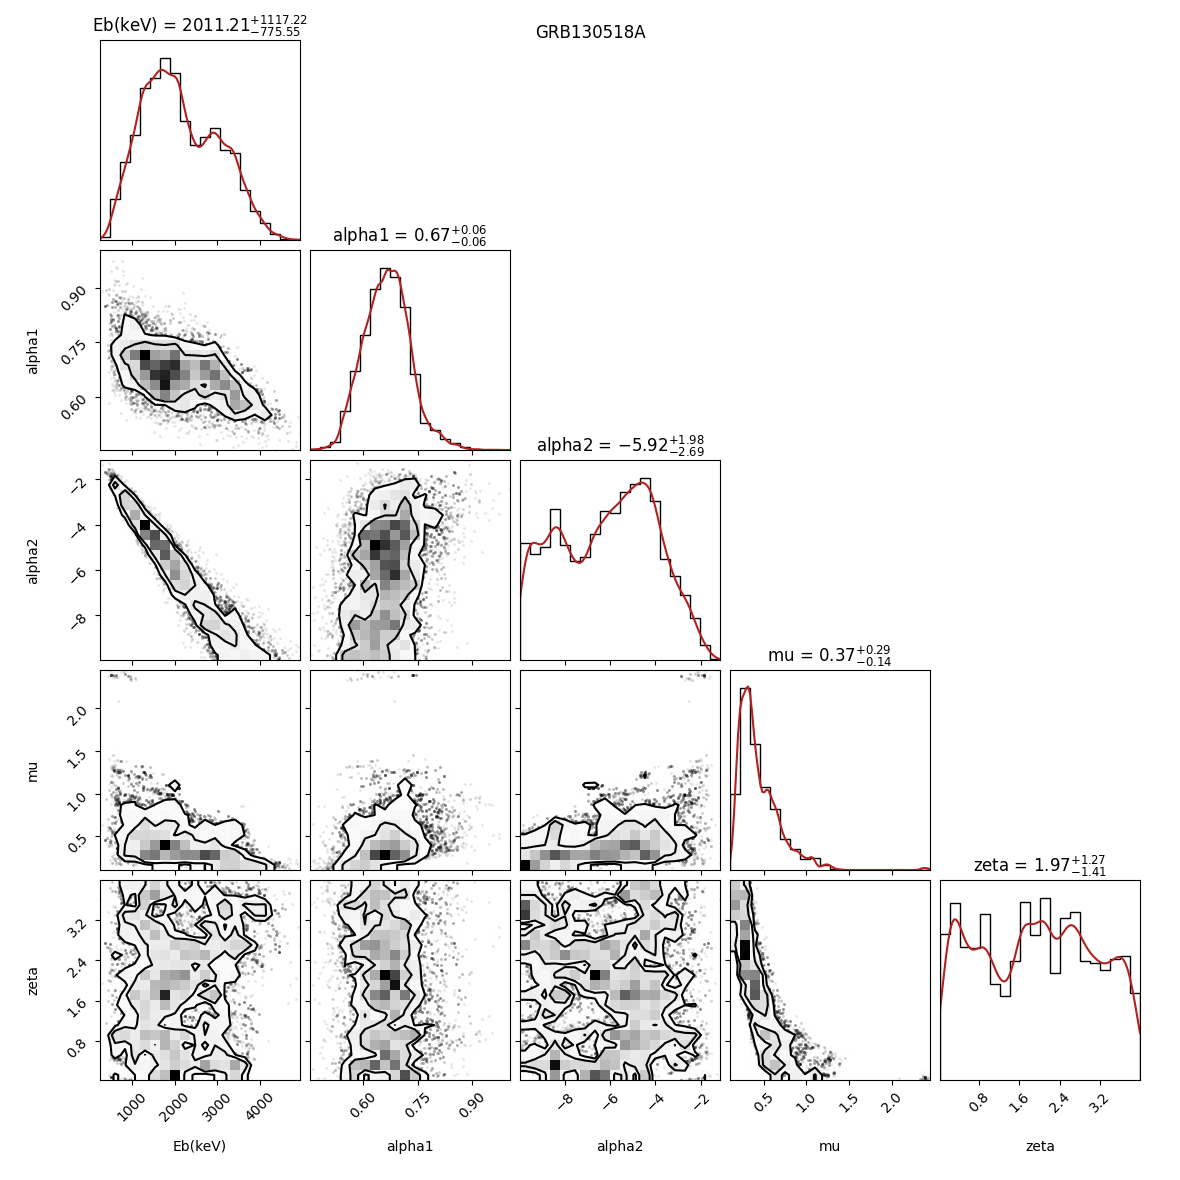 Eb(keV) = 2011.21+1117.22 −775.55
GRB130518A
alpha1 = 0.67+0.06 −0.06
0.90
0.75
0.60
alpha1
alpha2 = −5.92+1.98 −2.69
−2
−4
−6
−8
alpha2
mu = 0.37+0.29 −0.14
2.0
1.5
1.0
0.5
mu
zeta = 1.97+1.27 −1.41
3.2
2.4
1.6
0.8
zeta
1000 2000 3000 4000
0.60 0.75 0.90
−8 −6 −4 −2
0.5 1.0 1.5 2.0
0.8 1.6 2.4 3.2
Eb(keV) alpha1 alpha2 mu zeta